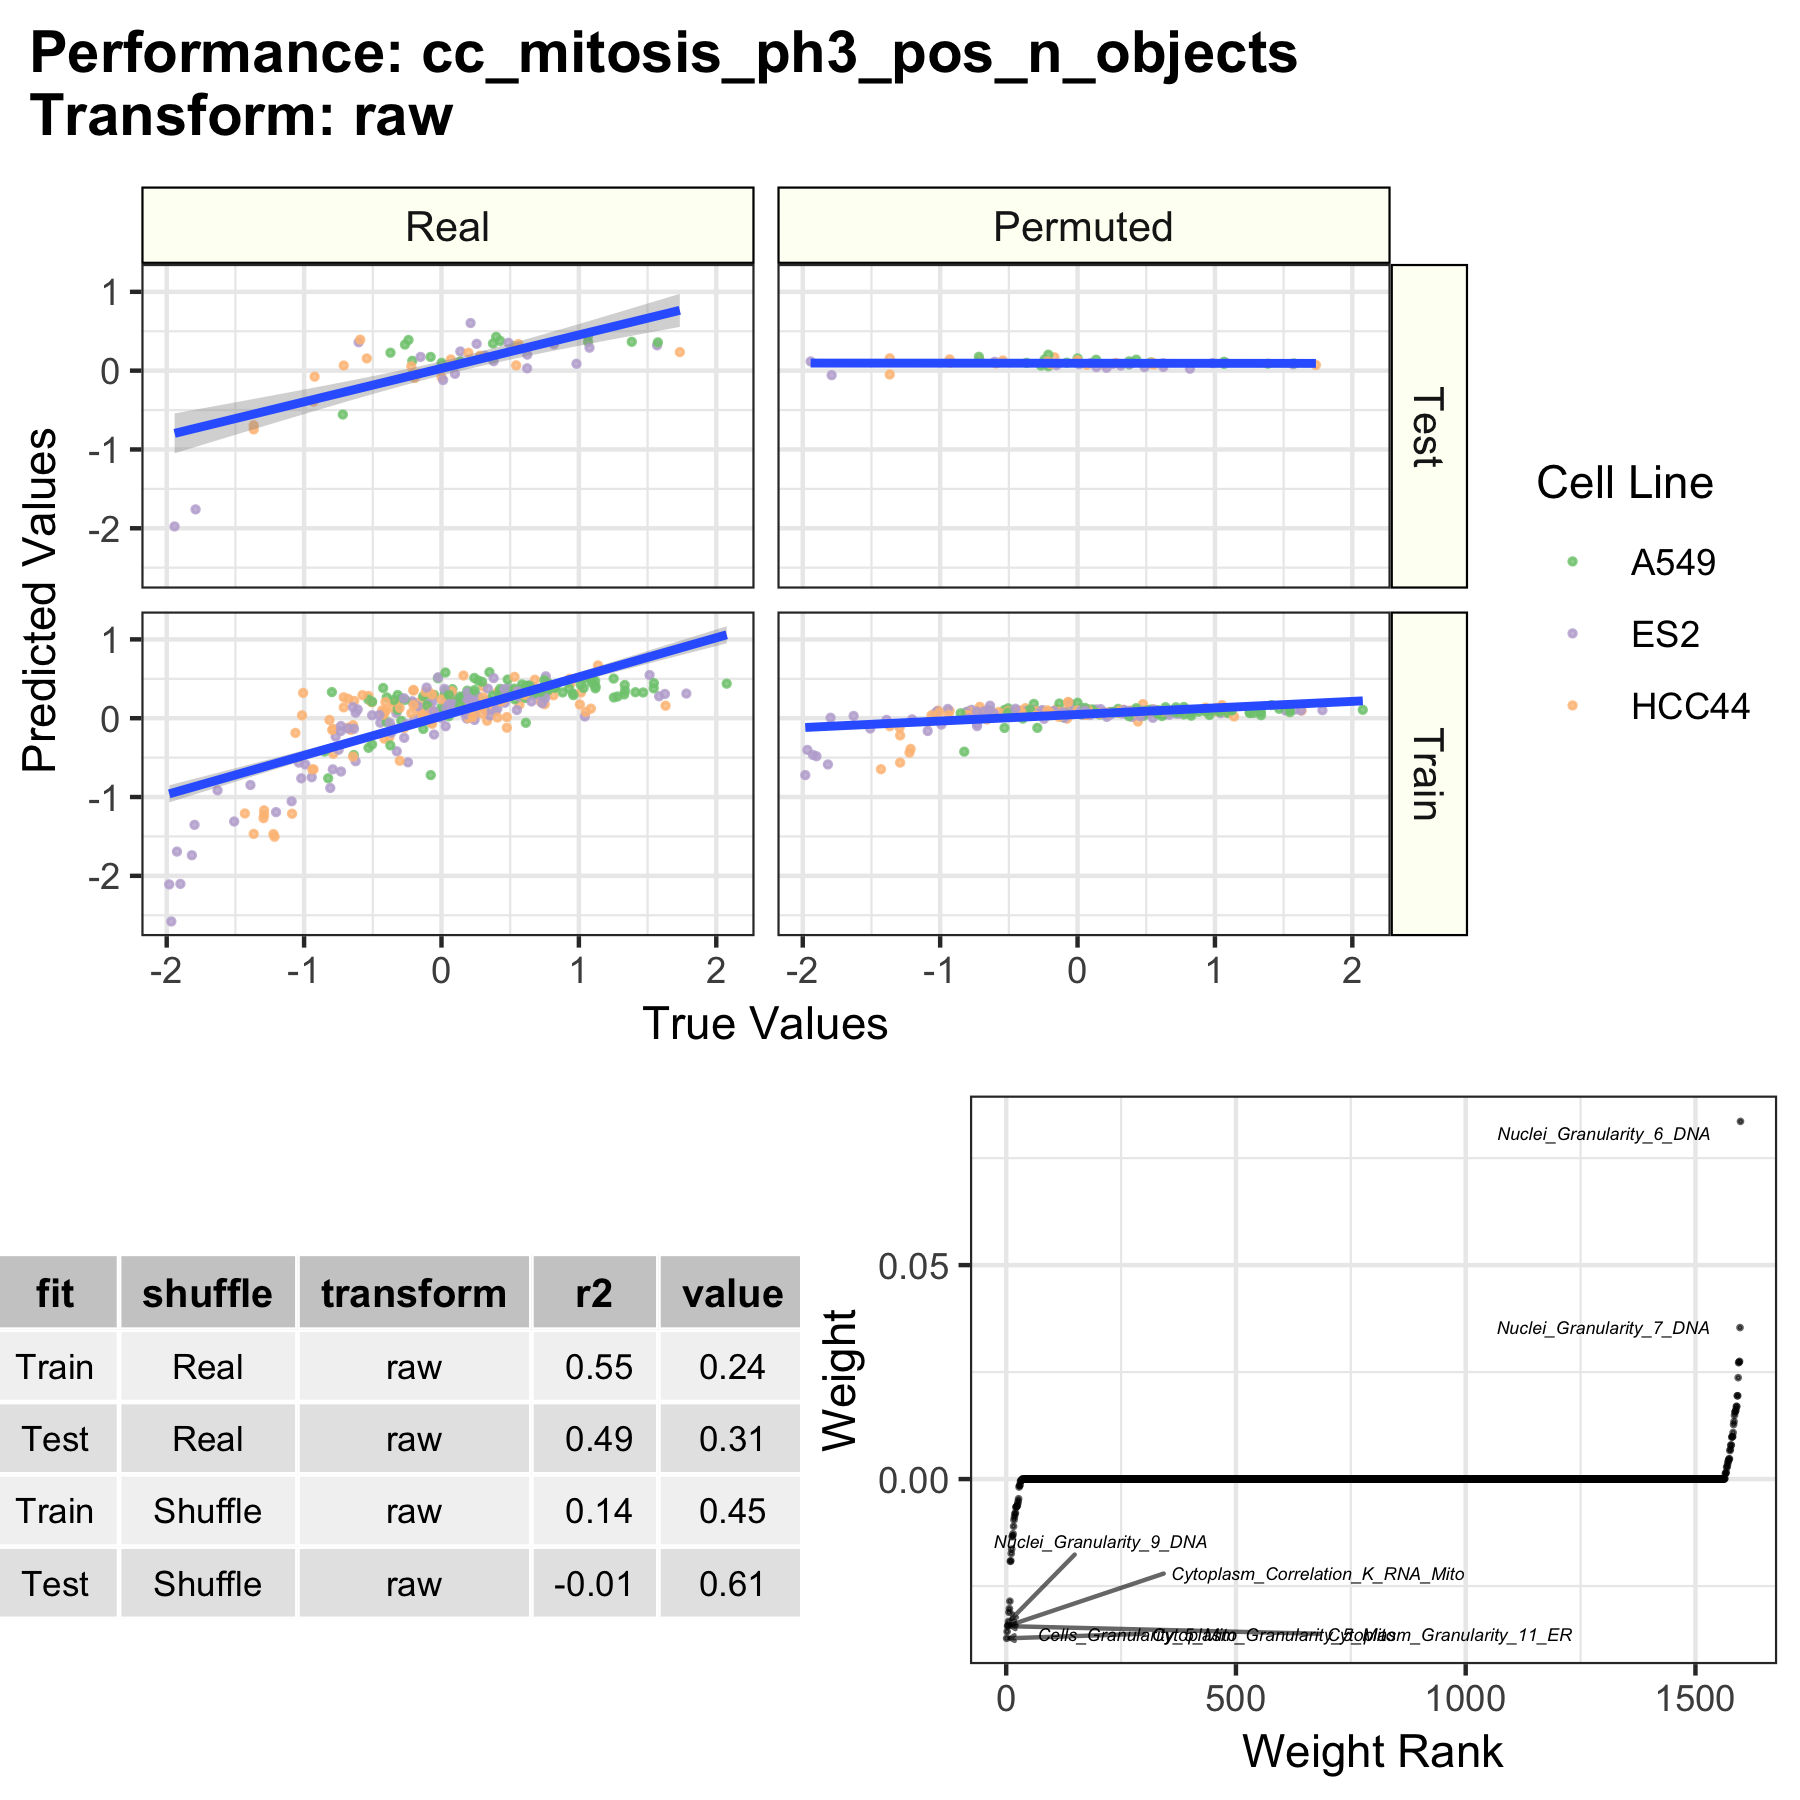 Performance: cc_mitosis_ph3_pos_n_objects
Transform: raw
Real
Permuted
1
0
-1
-2
Test
1
0
-1
-2
Train
Predicted Values
-2 -1 0 1 2
-2 -1 0 1 2
True Values
Cell Line
A549
ES2
HCC44
fit shuffle transform r2 value
Train Real raw 0.55 0.24
Test Real raw 0.49 0.31
Train Shuffle raw 0.14 0.45
Test Shuffle raw -0.01 0.61
Weight
0.05
0.00
Nuclei_Granularity_6_DNA
Nuclei_Granularity_7_DNA
Nuclei_Granularity_9_DNA
Cytoplasm_Correlation_K_RNA_Mito
Cells_Granularity_5_Mito
Cytoplasm_Granularity_5_Mito
Cytoplasm_Granularity_11_ER
0 500 1000 1500
Weight Rank